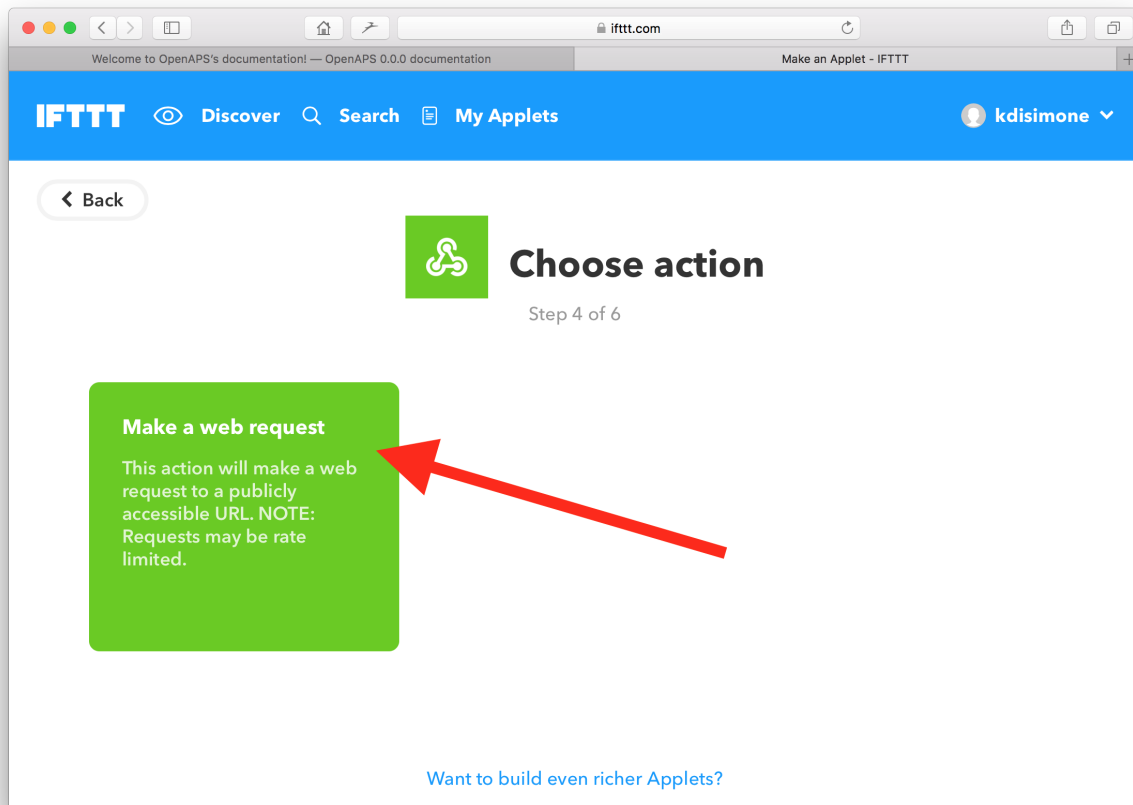 ifttt.com
Welcome to OpenAPS's documentation! — OpenAPS 0.0.0 documentation
Make an Applet - IFTTT
IFTTT Discover Search My Applets kdisimone
Back
Choose action
Step 4 of 6
Make a web request
This action will make a web
request to a publicly
accessible URL. NOTE:
Requests may be rate
limited.
Want to build even richer Applets?